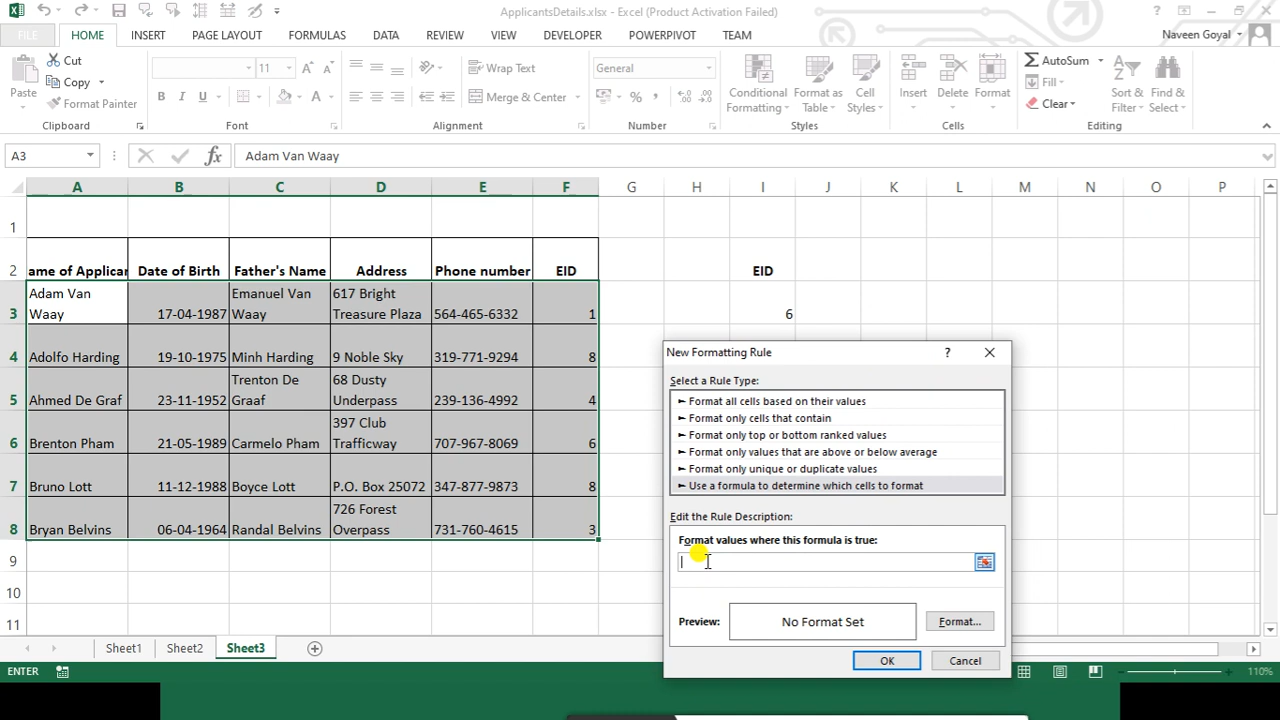 ApplicantsDetails.xlsx - Excel (Product Activation Failed)
FILE HOME INSERT PAGE LAYOUT FORMULAS DATA REVIEW VIEW DEVELOPER POWERPIVOT TEAM Naveen Goyal
Paste Cut Copy Format Painter
Clipboard
11
B I U
Font
Wrap Text
Merge & Center
Alignment
General
%
Number
Conditional Formatting
Format as Table
Cell Styles
Styles
Insert Delete Format
Cells
AutoSum Fill Clear
Sort & Filter
Find & Select
Editing
A3 fx Adam Van Waay
A B C D E F G H I J K L M N O P
1
2 ame of Applicar Date of Birth Father's Name Address Phone number EID EID
3 Adam Van Waay 17-04-1987 Emanuel Van Waay 617 Bright Treasure Plaza 564-465-6332 1 6
4 Adolfo Harding 19-10-1975 Minh Harding 9 Noble Sky 319-771-9294 8
5 Ahmed De Graf 23-11-1952 Trenton De Graaf 68 Dusty Underpass 239-136-4992 4
6 Brenton Pham 21-05-1989 Carmelo Pham 397 Club Trafficway 707-967-8069 6
7 Bruno Lott 11-12-1988 Boyce Lott P.O. Box 25072 347-877-9873 8
8 Bryan Belvins 06-04-1964 Randal Belvins 726 Forest Overpass 731-760-4615 3
9
10
11
New Formatting Rule ?
Select a Rule Type:
► Format all cells based on their values
► Format only cells that contain
► Format only top or bottom ranked values
► Format only values that are above or below average
► Format only unique or duplicate values
► Use a formula to determine which cells to format
Edit the Rule Description:
Format values where this formula is true:
Preview: No Format Set Format...
OK Cancel
Sheet1 Sheet2 Sheet3
ENTER 110%